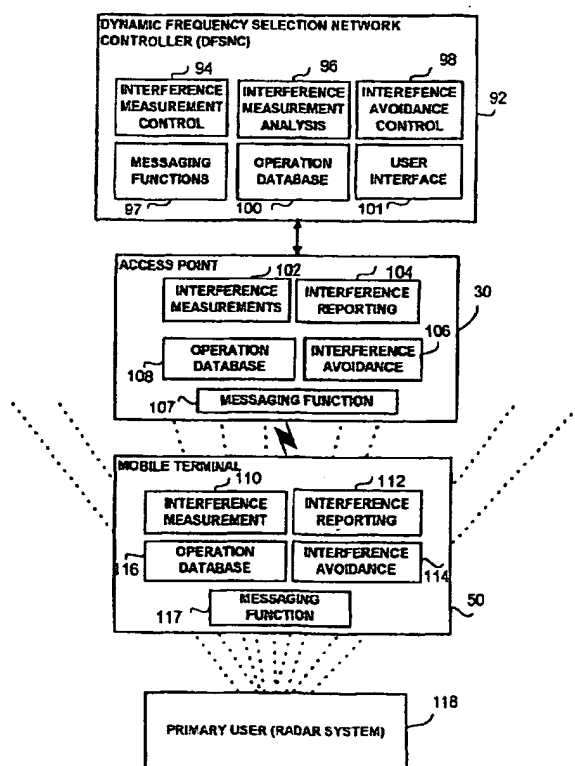 DYNAMIC FREQUENCY SELECTION NETWORK
CONTROLLER (DFSNC)
94
96
98
92
INTERFERENCE
MEASUREMENT
CONTROL
INTERFERENCE
MEASUREMENT
ANALYSIS
INTEREFENCE
AVOIDANCE
CONTROL
MESSAGING
FUNCTIONS
OPERATION
DATABASE
USER
INTERFACE
97
100
101
ACCESS POINT
102
104
30
INTERFERENCE
MEASUREMENTS
INTERFERENCE
REPORTING
106
OPERATION
DATABASE
INTERFERENCE
AVOIDANCE
108
107
MESSAGING FUNCTION
MOBILE TERMINAL
110
112
INTERFERENCE
MEASUREMENT
INTERFERENCE
REPORTING
OPERATION
DATABASE
INTERFERENCE
AVOIDANCE
116
114
MESSAGING
FUNCTION
117
50
PRIMARY USER (RADAR SYSTEM)
118